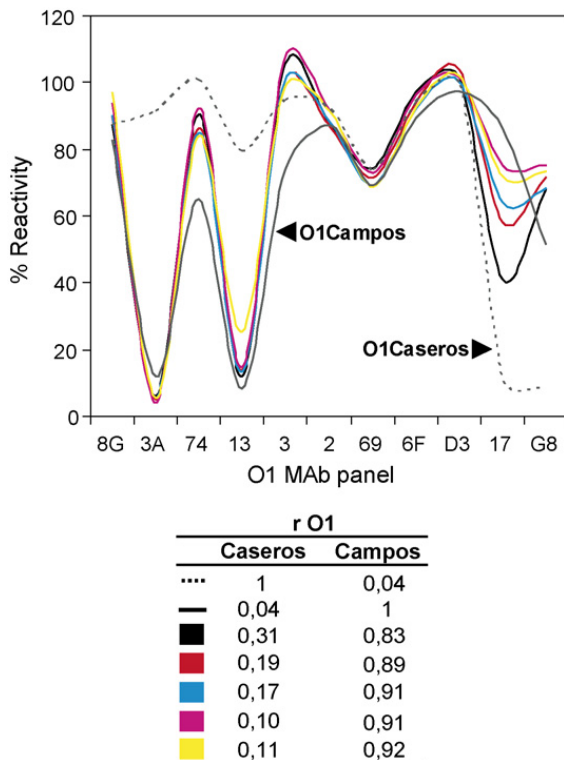 120
100
80
60
40
20
0
% Reactivity
O1Campos
O1Caseros
8G 3A 74 13 3 2 69 6F D3 17 G8
O1 MAb panel
r O1
Caseros Campos
1 0,04
0,04 1
0,31 0,83
0,19 0,89
0,17 0,91
0,10 0,91
0,11 0,92